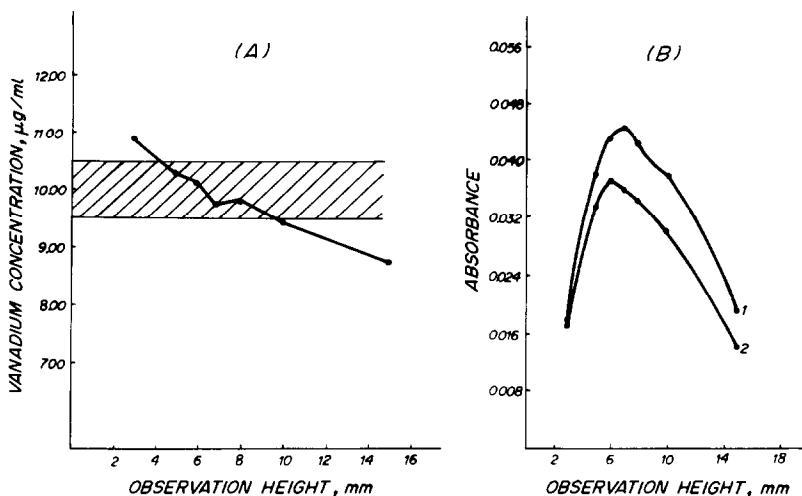 (A)
VANADIUM CONCENTRATION, µg/ml
12.00
11.00
10.00
9.00
8.00
7.00
2 4 6 8 10 12 14 16
OBSERVATION HEIGHT, mm
(B)
ABSORBANCE
0.056
0.048
0.040
0.032
0.024
0.016
0.008
1
2
2 6 10 14 18
OBSERVATION HEIGHT, mm